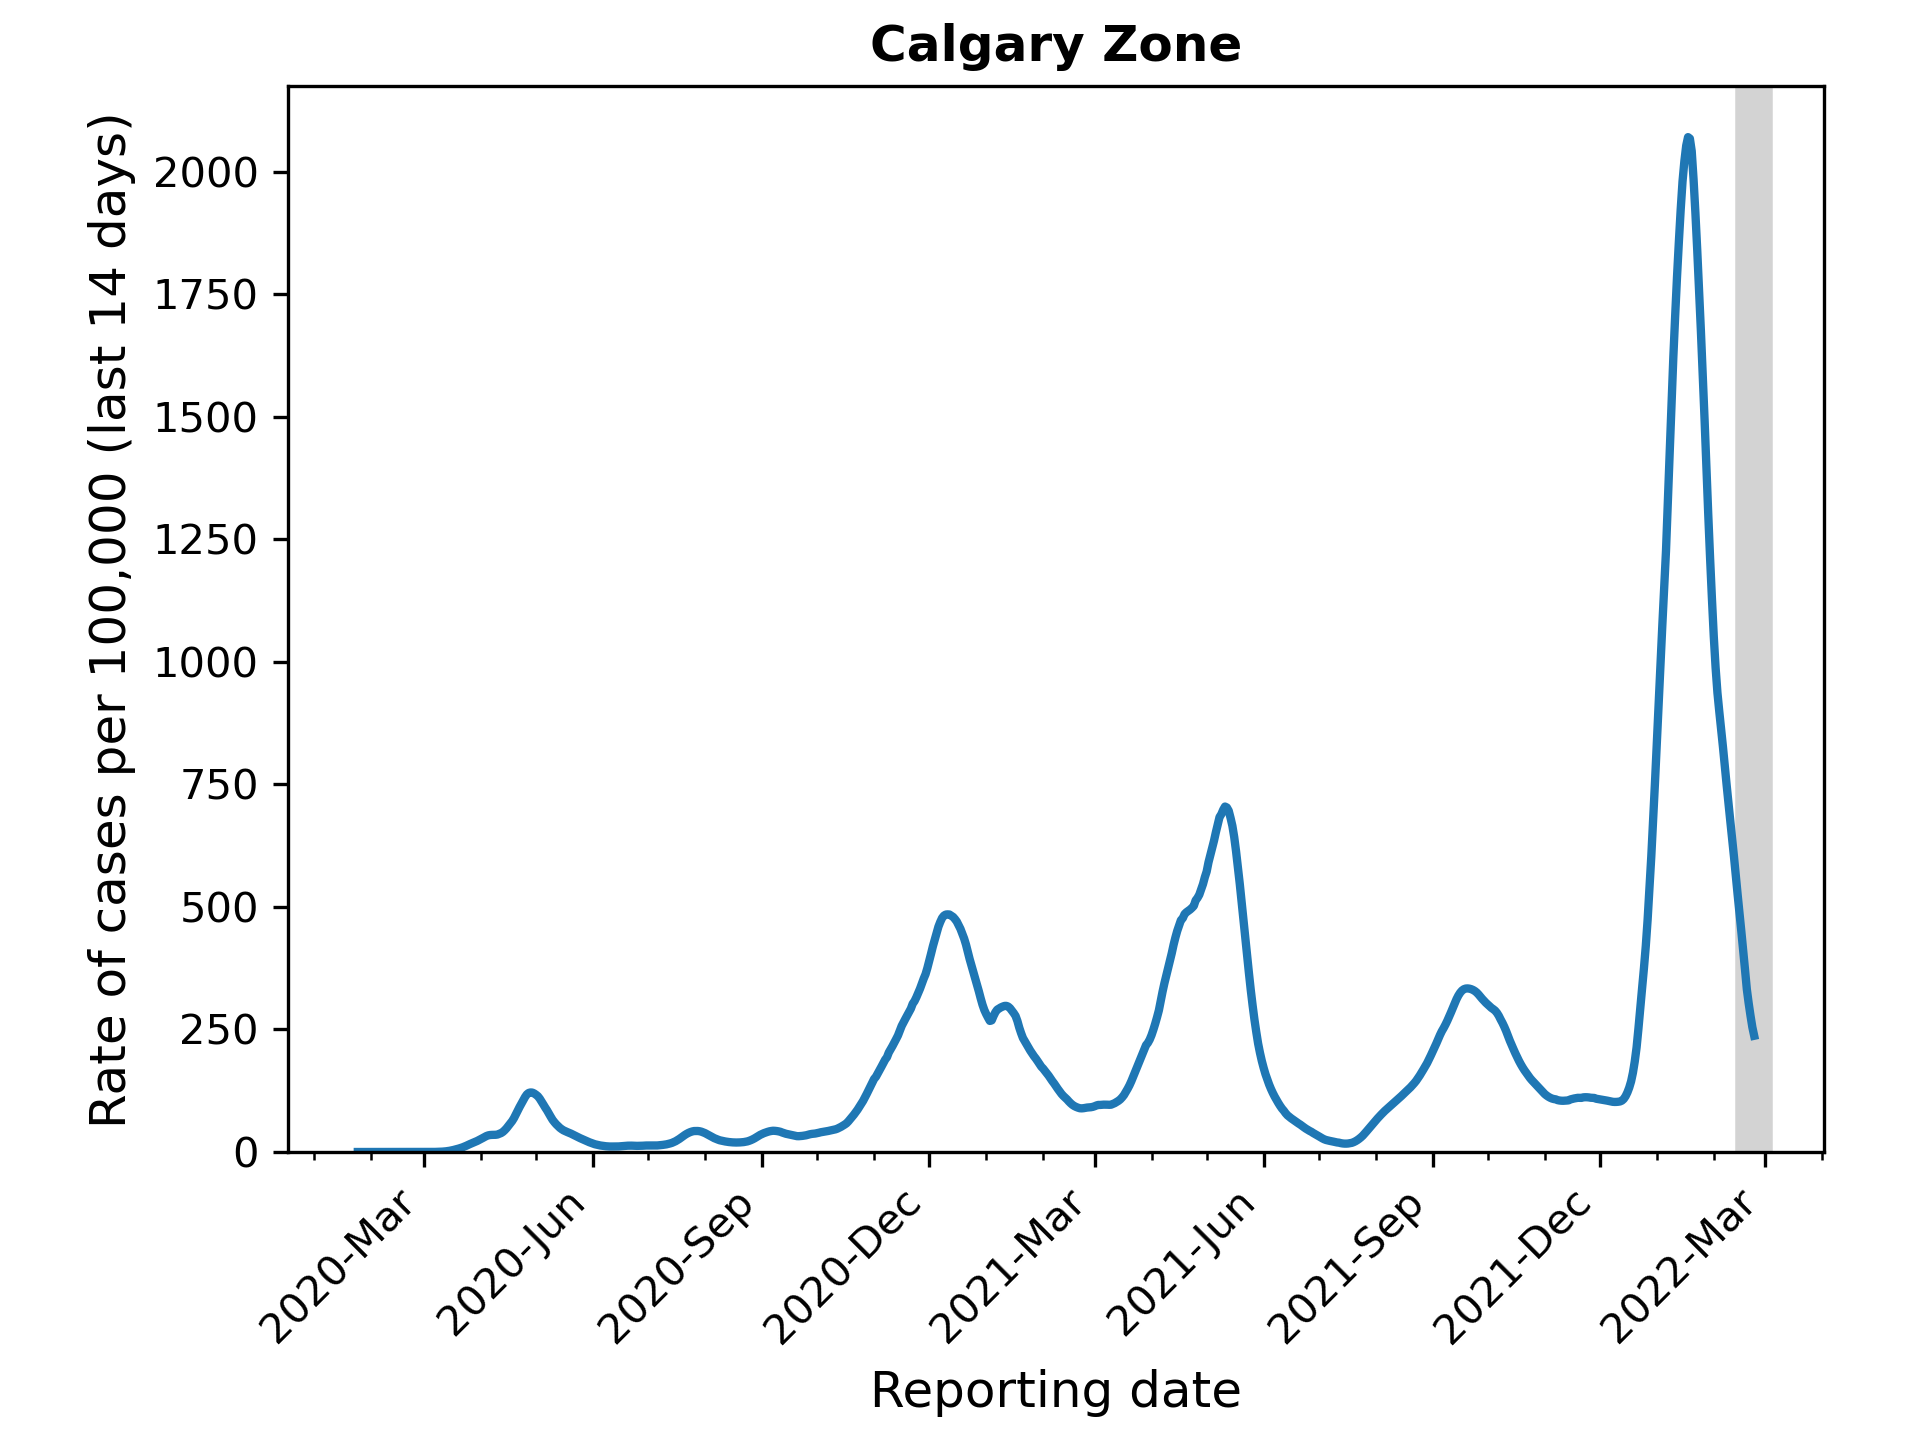 Calgary Zone
Rate of cases per 100,000 (last 14 days)
2000
1750
1500
1250
1000
750
500
250
0
2020-Mar
2020-Jun
2020-Sep
2020-Dec
2021-Mar
2021-Jun
2021-Sep
2021-Dec
2022-Mar
Reporting date